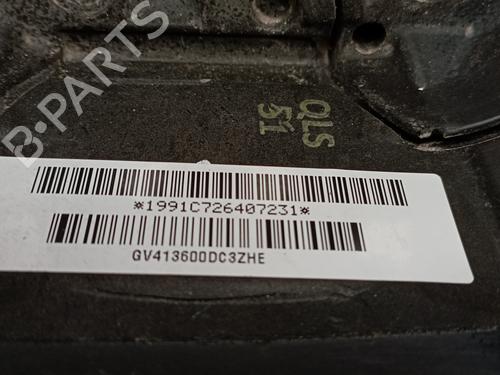 B-Parts
QLS
51
*1991C726407231*
GV413600DC3ZHE